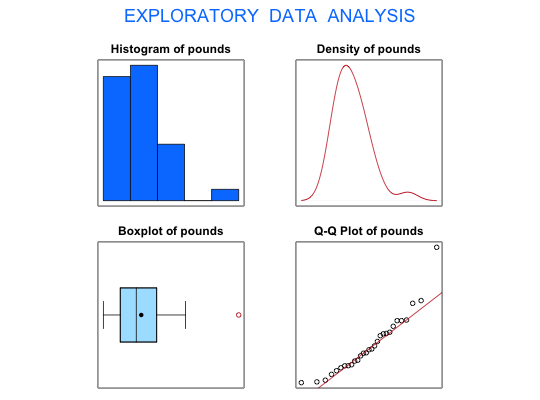 EXPLORATORY DATA ANALYSIS
Histogram of pounds
Density of pounds
Boxplot of pounds
Q-Q Plot of pounds